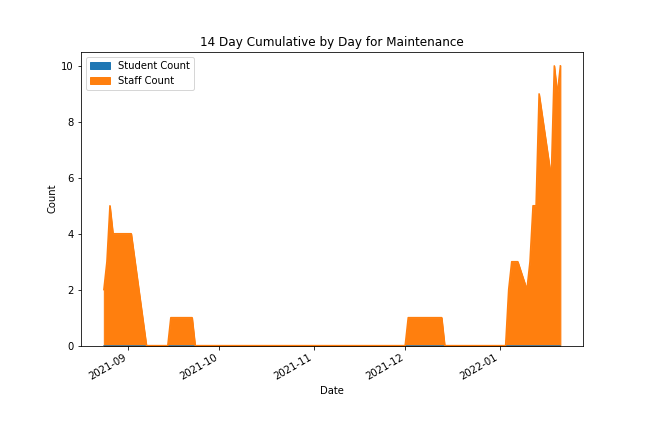 14 Day Cumulative by Day for Maintenance
Student Count
Staff Count
10
8
6
4
2
0
Count
2021-09
2021-10
2021-11
2021-12
2022-01
Date